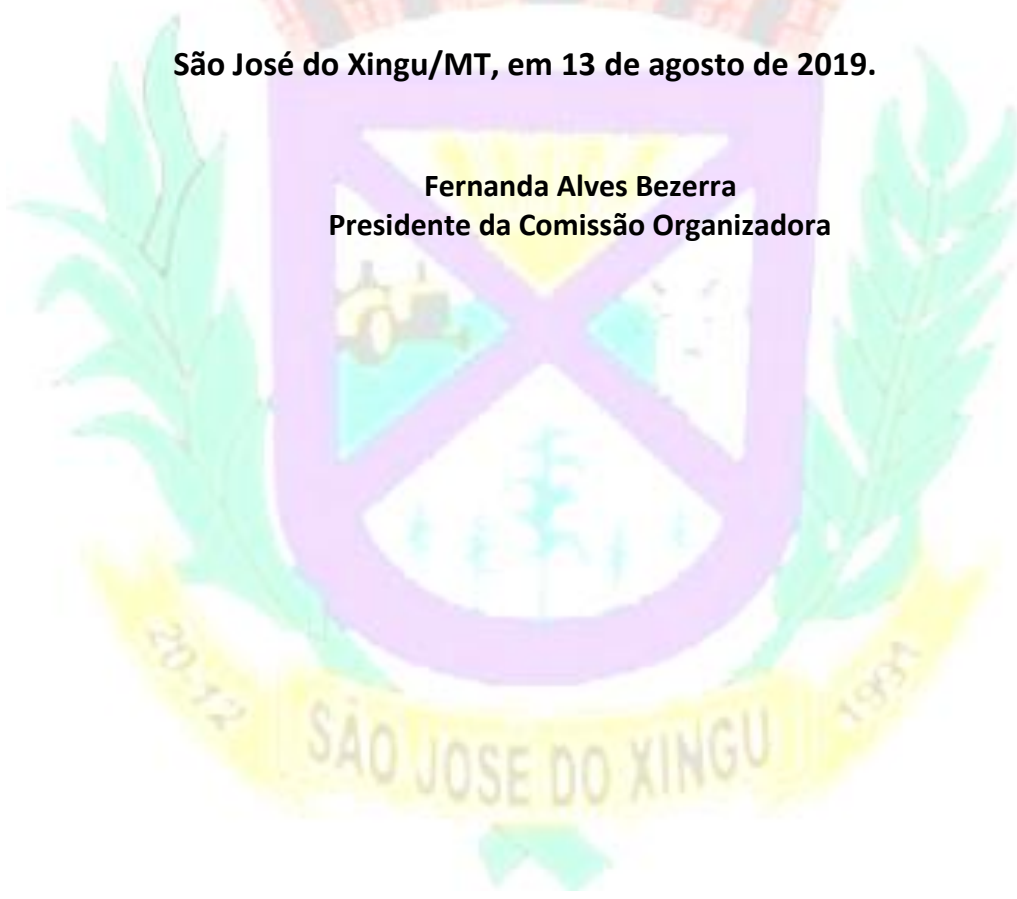 São José do Xingu/MT, em 13 de agosto de 2019.
Fernanda Alves Bezerra
Presidente da Comissão Organizadora
20-12
SÃO JOSE DO XINGU
1991